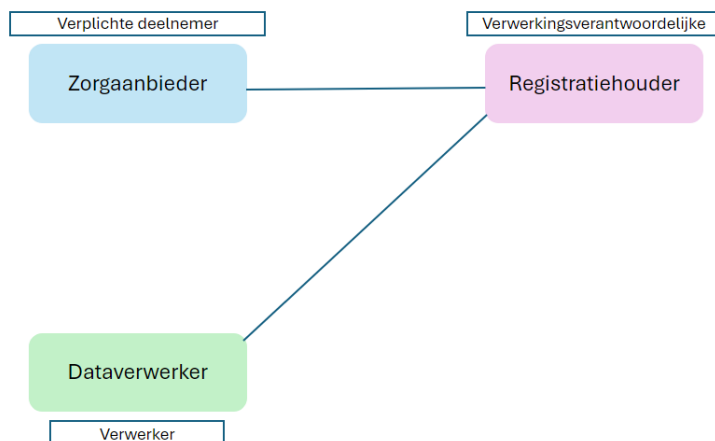 Verplichte deelnemer
Verwerkingsverantwoordelijke
Zorgaanbieder
Registratiehouder
Dataverwerker
Verwerker